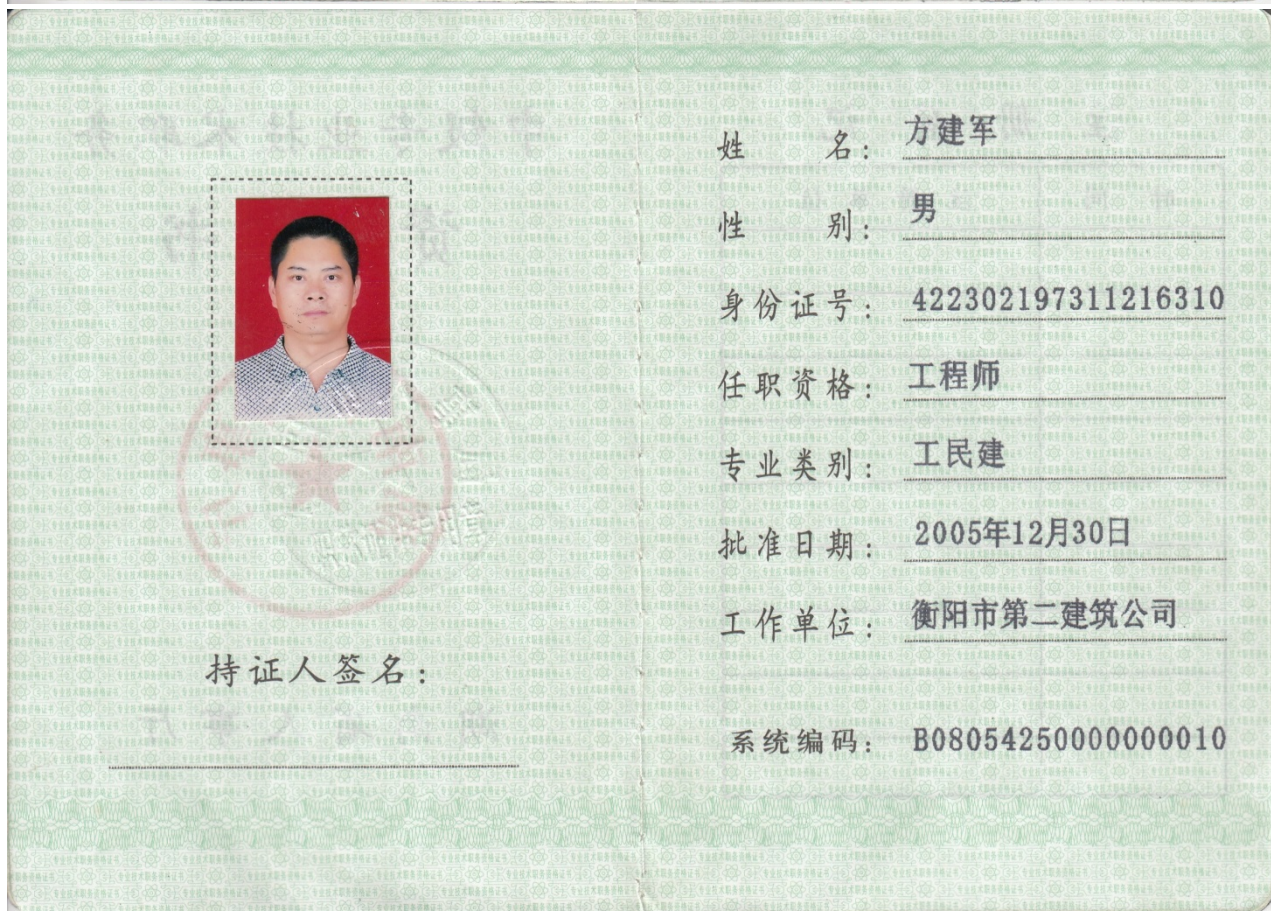 持证人签名：
姓名：方建军
性别：男
身份证号：422302197311216310
任职资格：工程师
专业类别：工民建
批准日期：2005年12月30日
工作单位：衡阳市第二建筑公司
系统编码：B08054250000000010